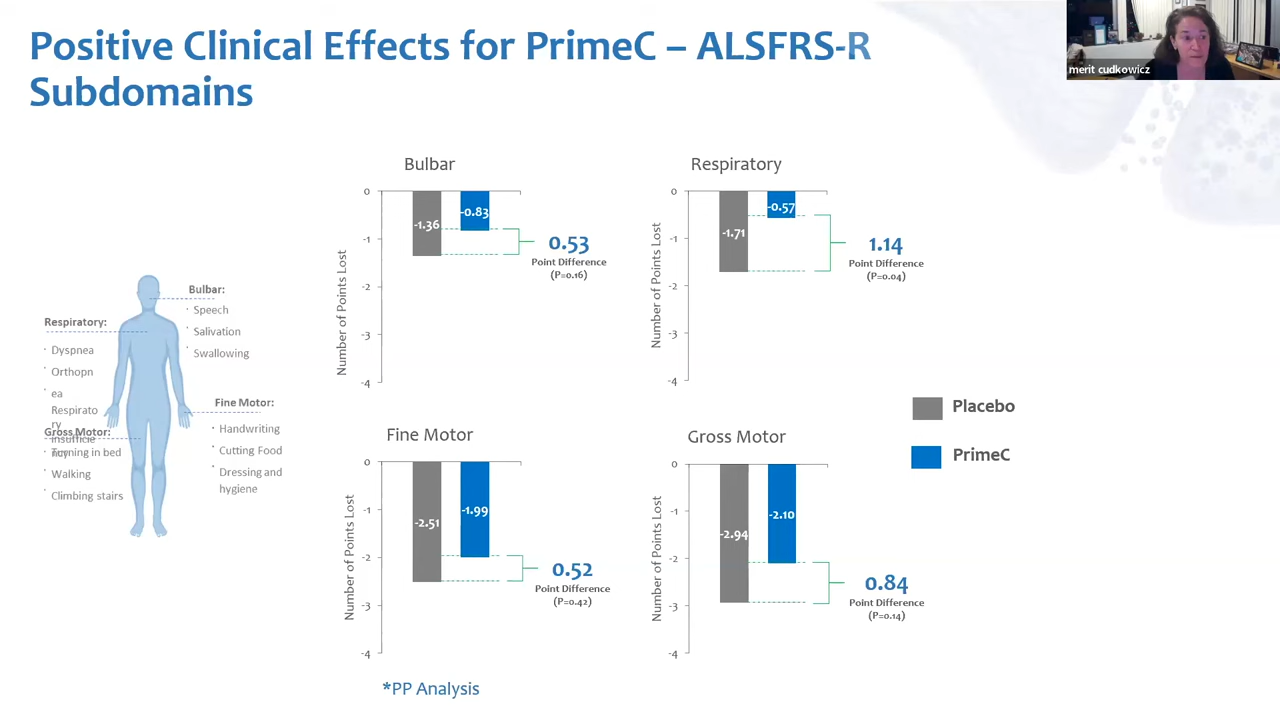 Positive Clinical Effects for PrimeC – ALSFRS-R
Subdomains
merit cudkowicz
Bulbar:
Speech
Salivation
Swallowing
Respiratory:
Dyspnea
Orthopn
ea
Respirato
ry
insufficie
ncy
Gross Motor:
Turning in bed
Walking
Climbing stairs
Fine Motor:
Handwriting
Cutting Food
Dressing and
hygiene
Bulbar
Number of Points Lost
0
-1
-2
-3
-4
-1.36
-0.83
0.53
Point Difference
(P=0.16)
Respiratory
Number of Points Lost
0
-1
-2
-3
-4
-1.71
-0.57
1.14
Point Difference
(P=0.04)
Fine Motor
Number of Points Lost
0
-1
-2
-3
-4
-2.51
-1.99
0.52
Point Difference
(P=0.42)
Gross Motor
Number of Points Lost
0
-1
-2
-3
-4
-2.94
-2.10
0.84
Point Difference
(P=0.14)
Placebo
PrimeC
*PP Analysis